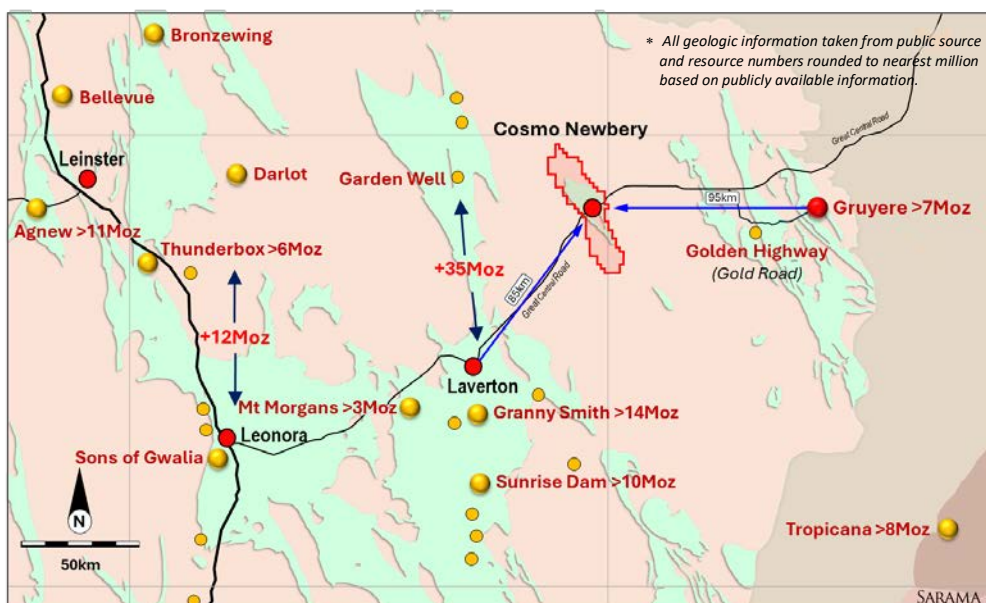 Bronzewing
* All geologic information taken from public source
and resource numbers rounded to nearest million
based on publicly available information.
Bellevue
Cosmo Newbery
Great Central Road
Leinster
Darlot
Garden Well
95km
Gruyere >7Moz
Agnew >11Moz
Thunderbox >6Moz
Golden Highway
(Gold Road)
+35Moz
85km
Great Central Road
+12Moz
Laverton
Mt Morgans >3Moz
Granny Smith >14Moz
Leonora
Sons of Gwalia
Sunrise Dam >10Moz
N
Tropicana >8Moz
50km
SARAMA